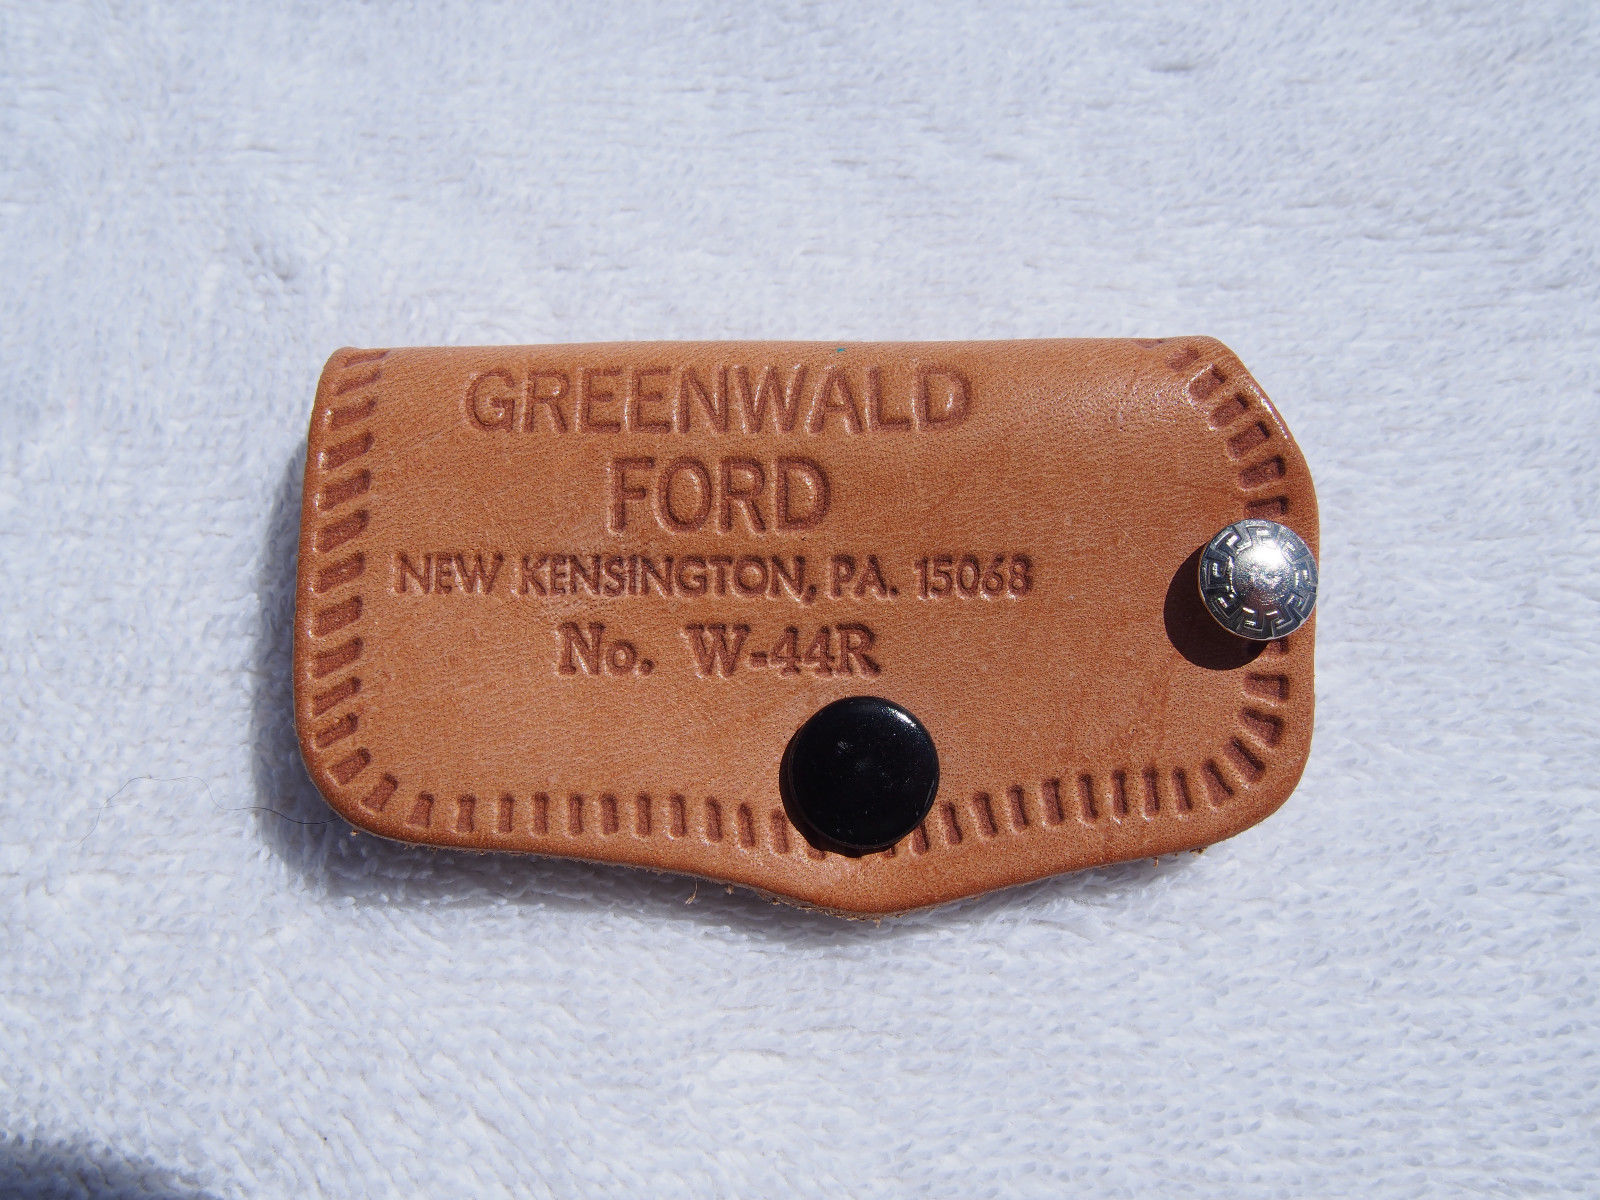 GREENWALD
FORD
NEW KENSINGTON, PA. 15068
No. W-44R